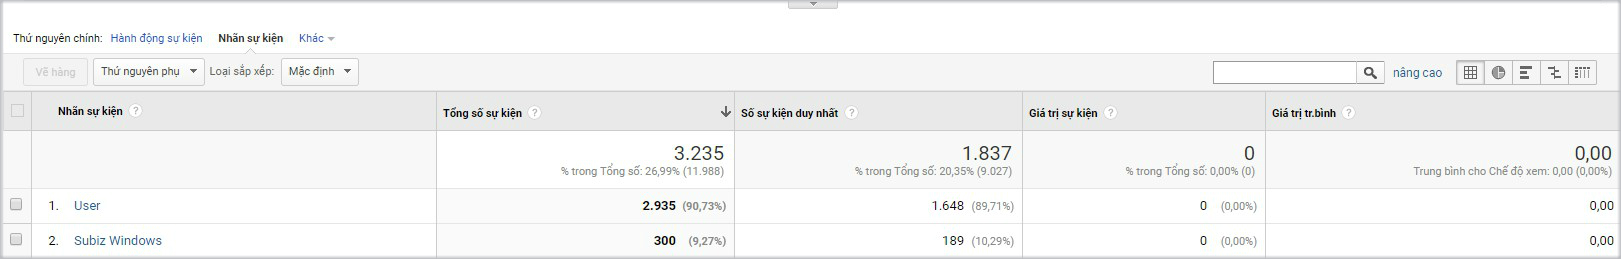 Thứ nguyên chính: Hành động sự kiện Nhãn sự kiện Khác
Vẽ hàng Thứ nguyên phụ Loại sắp xếp: Mặc định nâng cao
Nhãn sự kiện ? Tổng số sự kiện ? Số sự kiện duy nhất ? Giá trị sự kiện ? Giá trị tr.bình ?
3.235 1.837 0 0,00
% trong Tổng số: 26,99% (11.988) % trong Tổng số: 20,35% (9.027) % trong Tổng số: 0,00% (0) Trung bình cho Chế độ xem: 0,00 (0,00%)
1. User 2.935 (90,73%) 1.648 (89,71%) 0 (0,00%) 0,00
2. Subiz Windows 300 (9,27%) 189 (10,29%) 0 (0,00%) 0,00